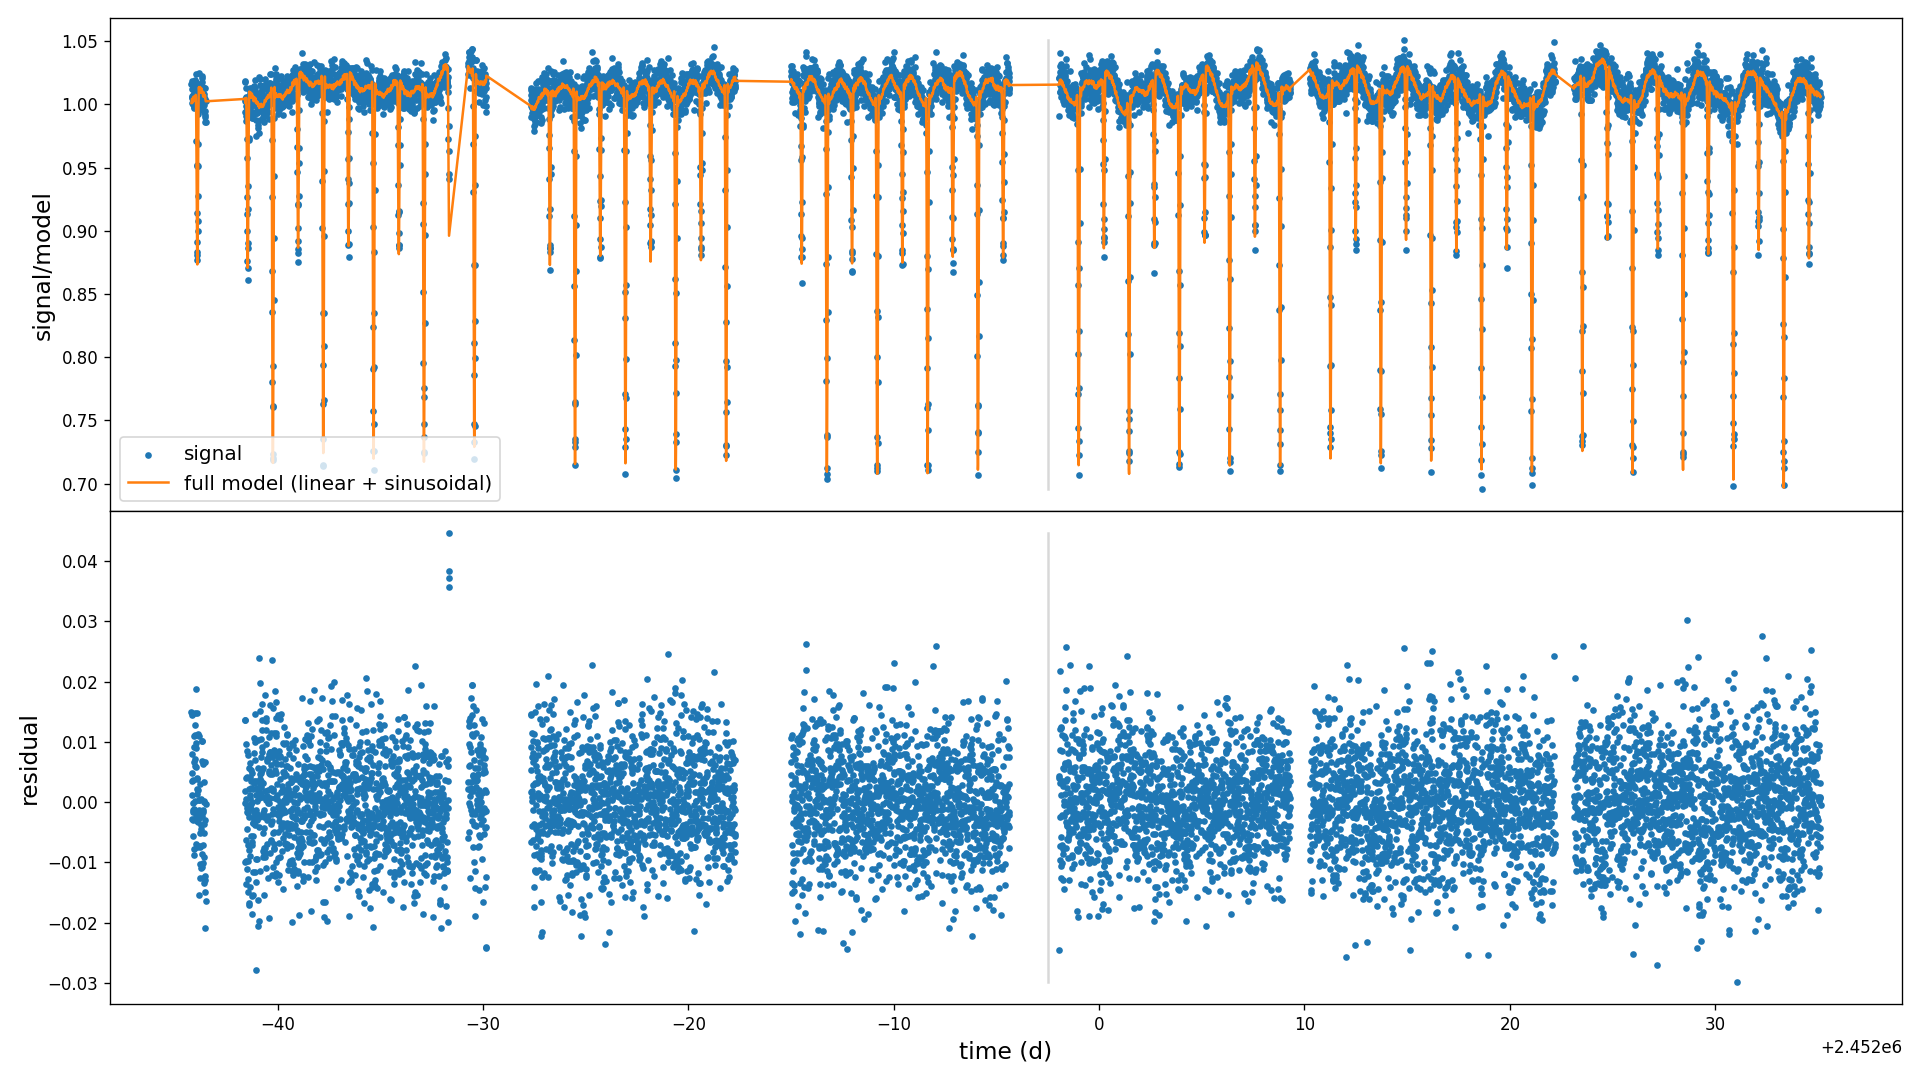 1.05
1.00
0.95
0.90
0.85
0.80
0.75
0.70
signal/model
signal
full model (linear + sinusoidal)
0.04
0.03
0.02
0.01
0.00
−0.01
−0.02
−0.03
residual
−40 −30 −20 −10 0 10 20 30
time (d)
+2.452e6